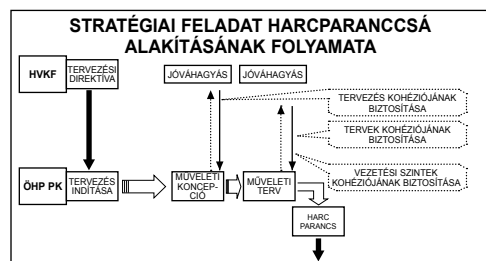 STRATÉGIAI FELADAT HARCPARANCCSÁ
ALAKÍTÁSÁNAK FOLYAMATA
HVKF
TERVEZÉSI
DIREKTÍVA
JÓVÁHAGYÁS
JÓVÁHAGYÁS
TERVEZÉS KOHÉZIÓJÁNAK
BIZTOSÍTÁSA
TERVEK KOHÉZIÓJÁNAK
BIZTOSÍTÁSA
VEZETÉSI SZINTEK
KOHÉZIÓJÁNAK BIZTOSÍTÁSA
ÖHP PK
TERVEZÉS
INDÍTÁSA
MŰVELETI
KONCEP-
CIÓ
MŰVELETI
TERV
HARC
PARANCS